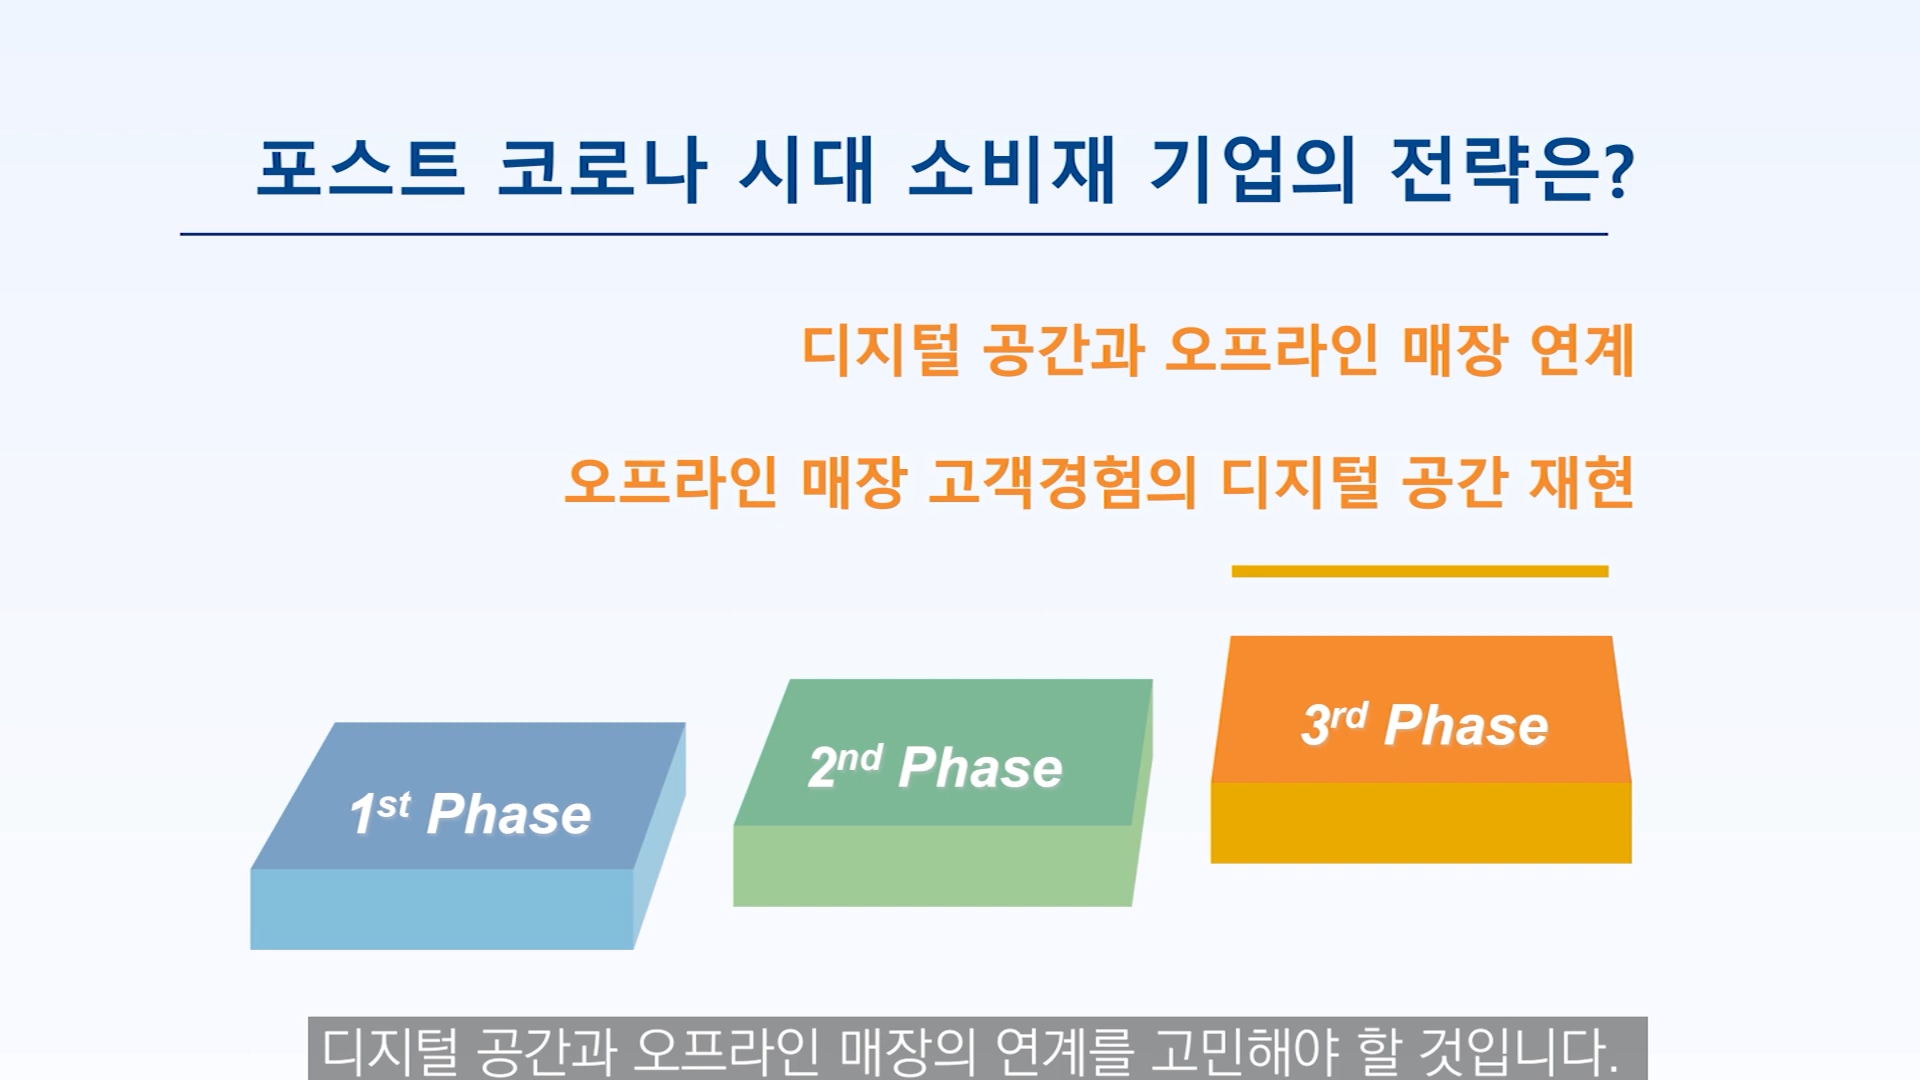 포스트 코로나 시대 소비재 기업의 전략은?
디지털 공간과 오프라인 매장 연계
오프라인 매장 고객경험의 디지털 공간 재현
1st Phase
2nd Phase
3rd Phase
디지털 공간과 오프라인 매장의 연계를 고민해야 할 것입니다.